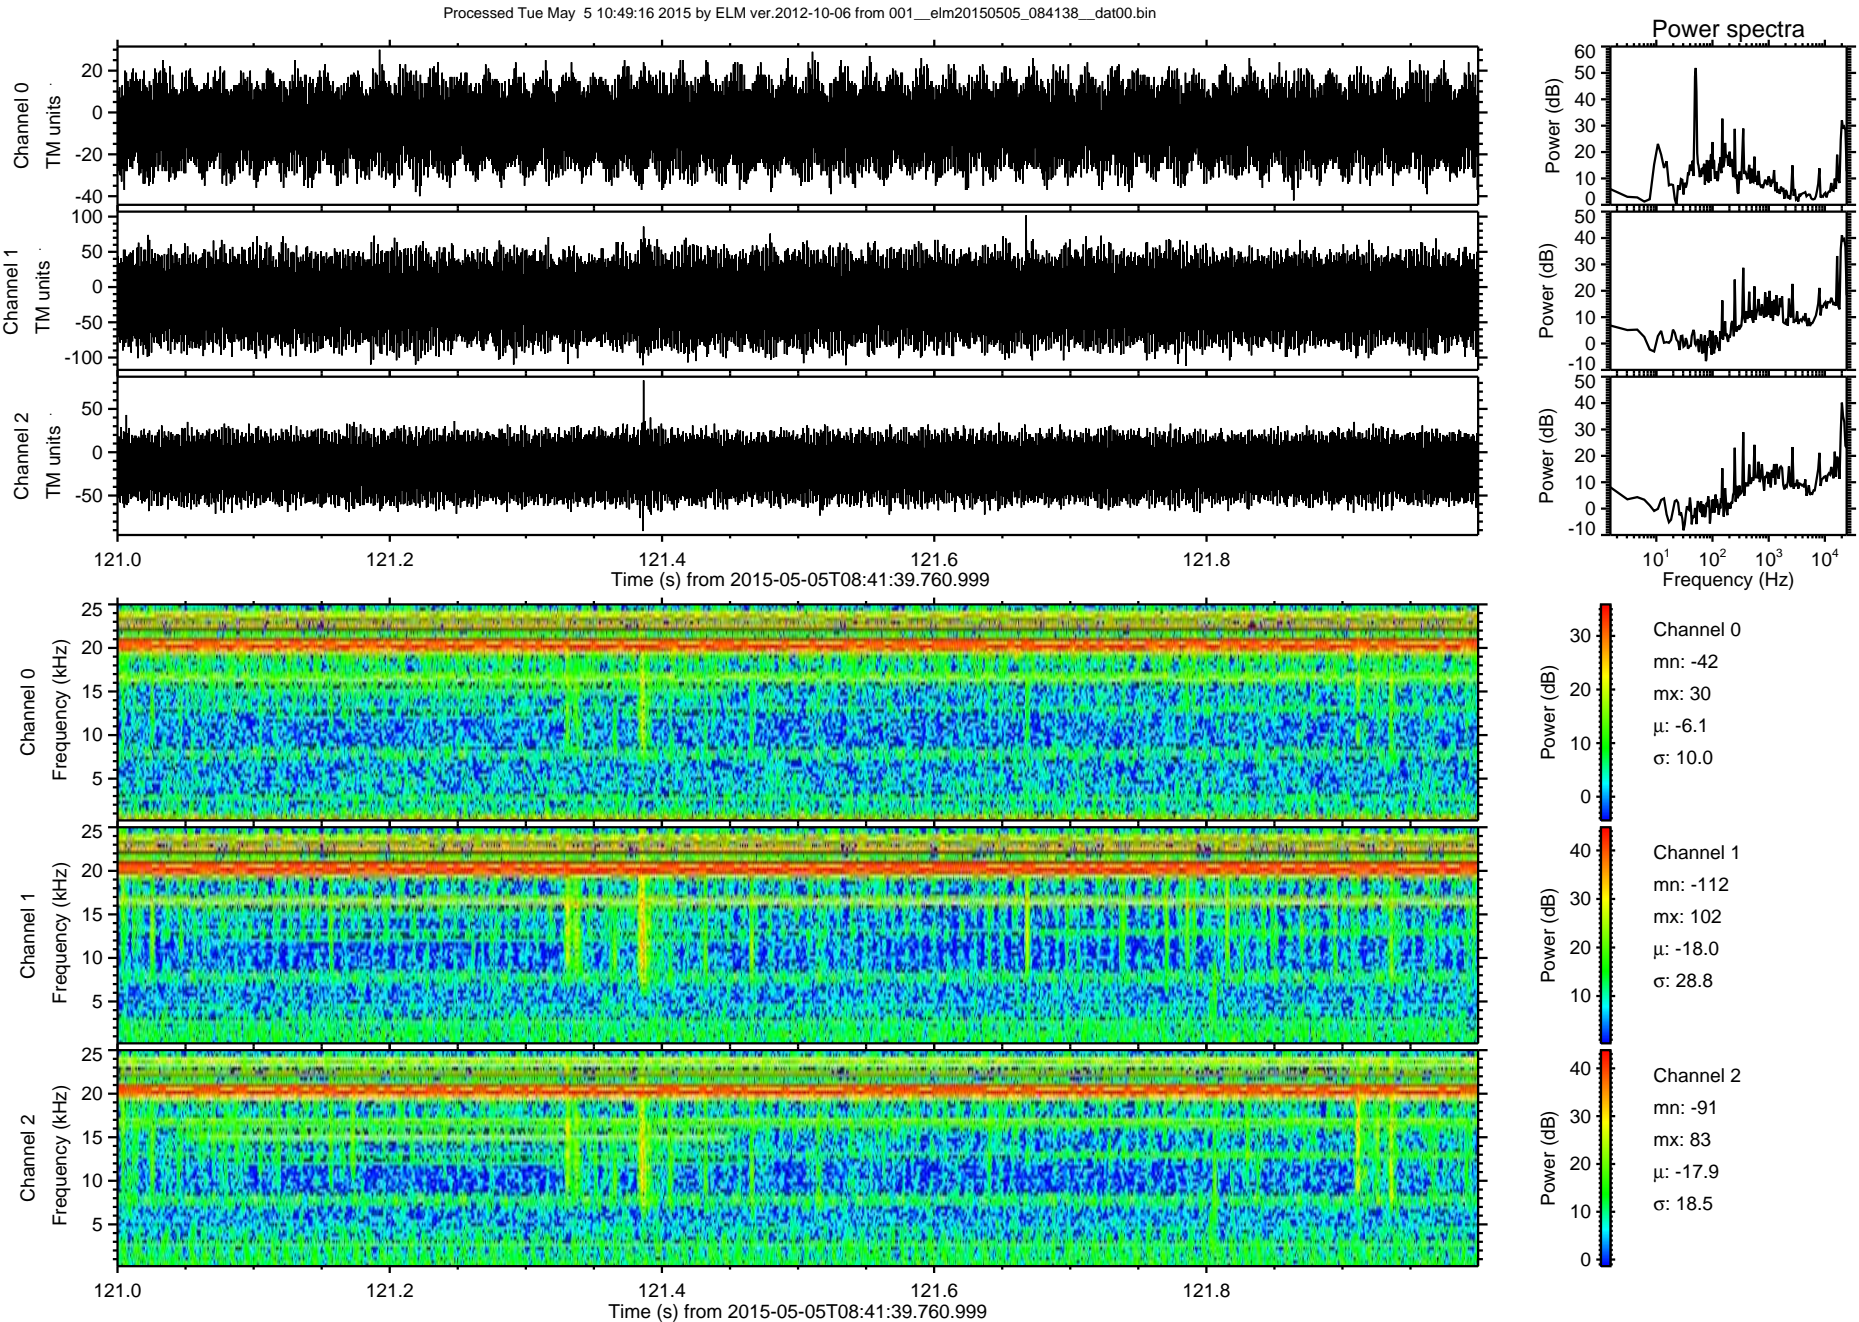 Processed Tue May  5 10:49:16 2015 by ELM ver.2012-10-06 from 001__elm20150505_084138__dat00.bin
Power spectra
Channel 0
TM units
20
0
-20
-40
Power (dB)
60
50
40
30
20
10
0
Channel 1
TM units
100
50
0
-50
-100
Power (dB)
50
40
30
20
10
0
-10
Channel 2
TM units
50
0
-50
Power (dB)
50
40
30
20
10
0
-10
121.0 121.2 121.4 121.6 121.8
Time (s) from 2015-05-05T08:41:39.760.999
10^1 10^2 10^3 10^4
Frequency (Hz)
Channel 0
Frequency (kHz)
25
20
15
10
5
Power (dB)
30
20
10
0
Channel 0
mn: -42
mx: 30
μ: -6.1
σ: 10.0
Channel 1
Frequency (kHz)
25
20
15
10
5
Power (dB)
40
30
20
10
Channel 1
mn: -112
mx: 102
μ: -18.0
σ: 28.8
Channel 2
Frequency (kHz)
25
20
15
10
5
Power (dB)
40
30
20
10
0
Channel 2
mn: -91
mx: 83
μ: -17.9
σ: 18.5
121.0 121.2 121.4 121.6 121.8
Time (s) from 2015-05-05T08:41:39.760.999